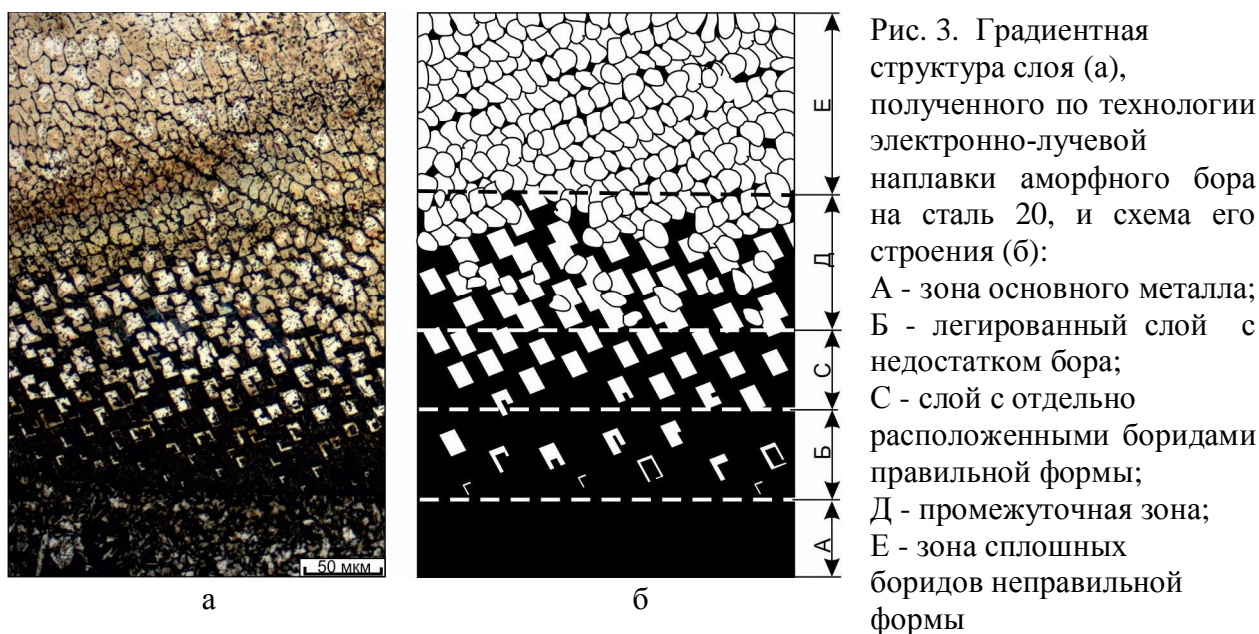 Е
Д
С
Б
А
50 мкм
а
б
Рис. 3. Градиентная
структура слоя (а),
полученного по технологии
электронно-лучевой
наплавки аморфного бора
на сталь 20, и схема его
строения (б):
А - зона основного металла;
Б - легированный слой с
недостатком бора;
С - слой с отдельно
расположенными боридами
правильной формы;
Д - промежуточная зона;
Е - зона сплошных
боридов неправильной
формы